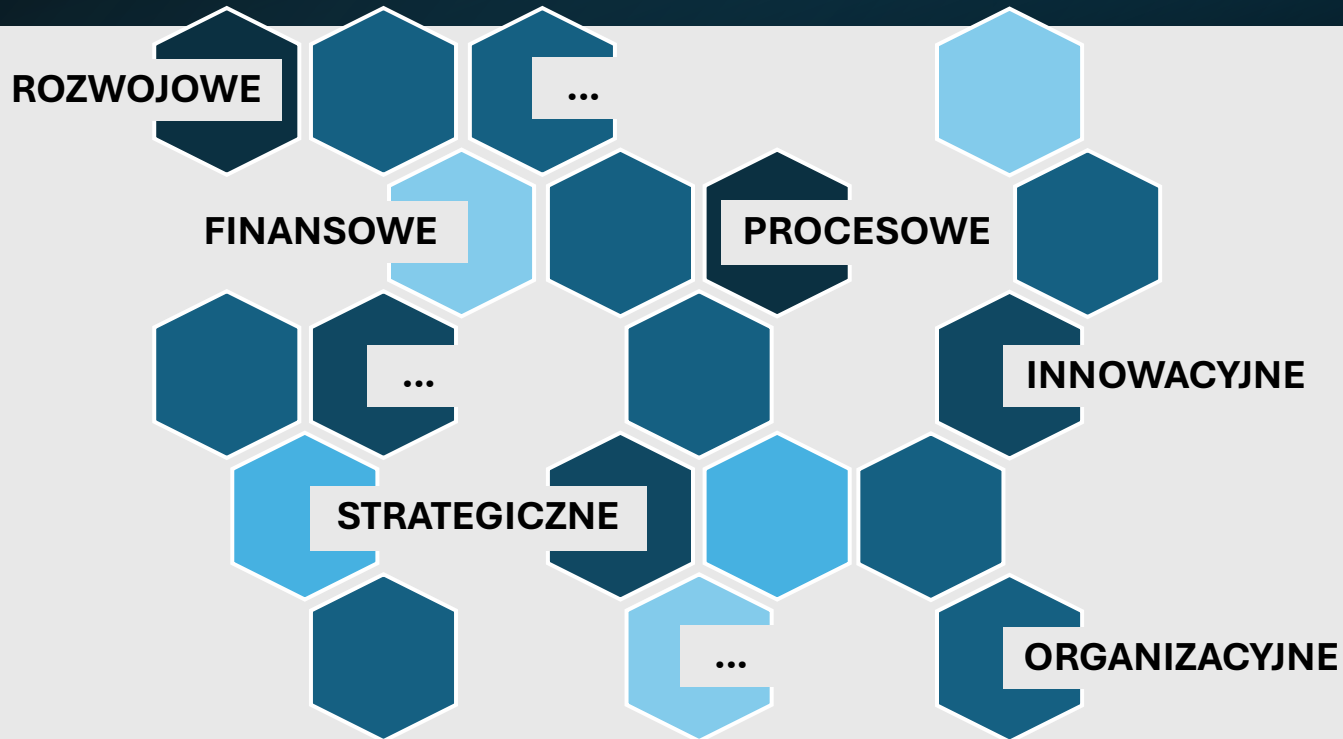 ROZWOJOWE
...
FINANSOWE
PROCESOWE
...
INNOWACYJNE
STRATEGICZNE
...
ORGANIZACYJNE